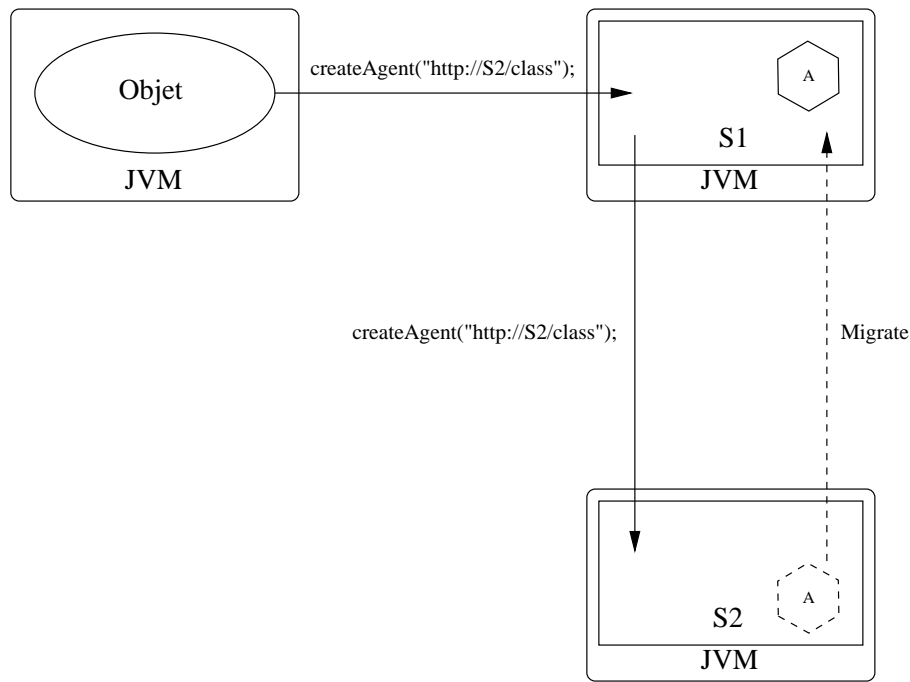 Objet
JVM
createAgent("http://S2/class");
A
S1
JVM
createAgent("http://S2/class");
Migrate
A
S2
JVM